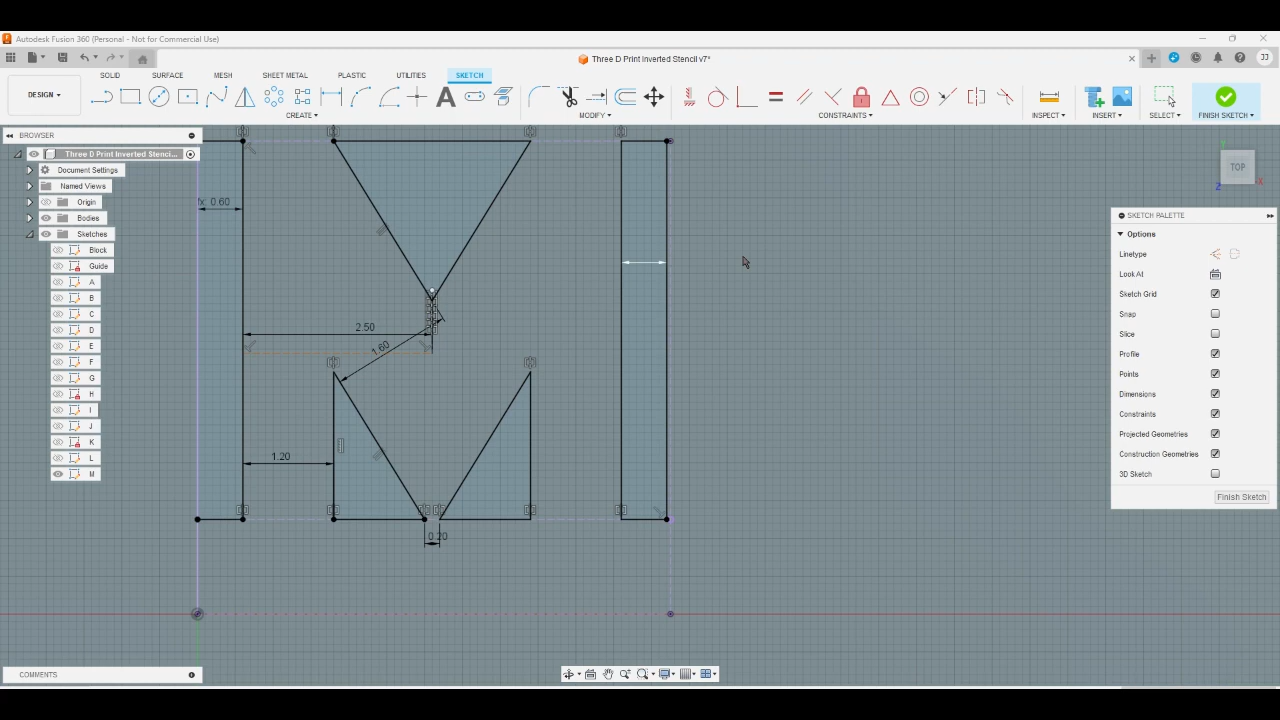 Autodesk Fusion 360 (Personal - Not for Commercial Use)
Three D Print Inverted Stencil v7*
JJ
SOLID SURFACE MESH SHEET METAL PLASTIC UTILITIES SKETCH
DESIGN
CREATE MODIFY CONSTRAINTS INSPECT INSERT SELECT FINISH SKETCH
BROWSER
Three D Print Inverted Stenci...
Document Settings
Named Views
Origin
Bodies
Sketches
Block
Guide
A
B
C
D
E
F
G
H
I
J
K
L
M
fx: 0.60
2.50
1.60
1.20
0.20
TOP
Y
X
Z
SKETCH PALETTE
Options
Linetype
Look At
Sketch Grid
Snap
Slice
Profile
Points
Dimensions
Constraints
Projected Geometries
Construction Geometries
3D Sketch
Finish Sketch
COMMENTS